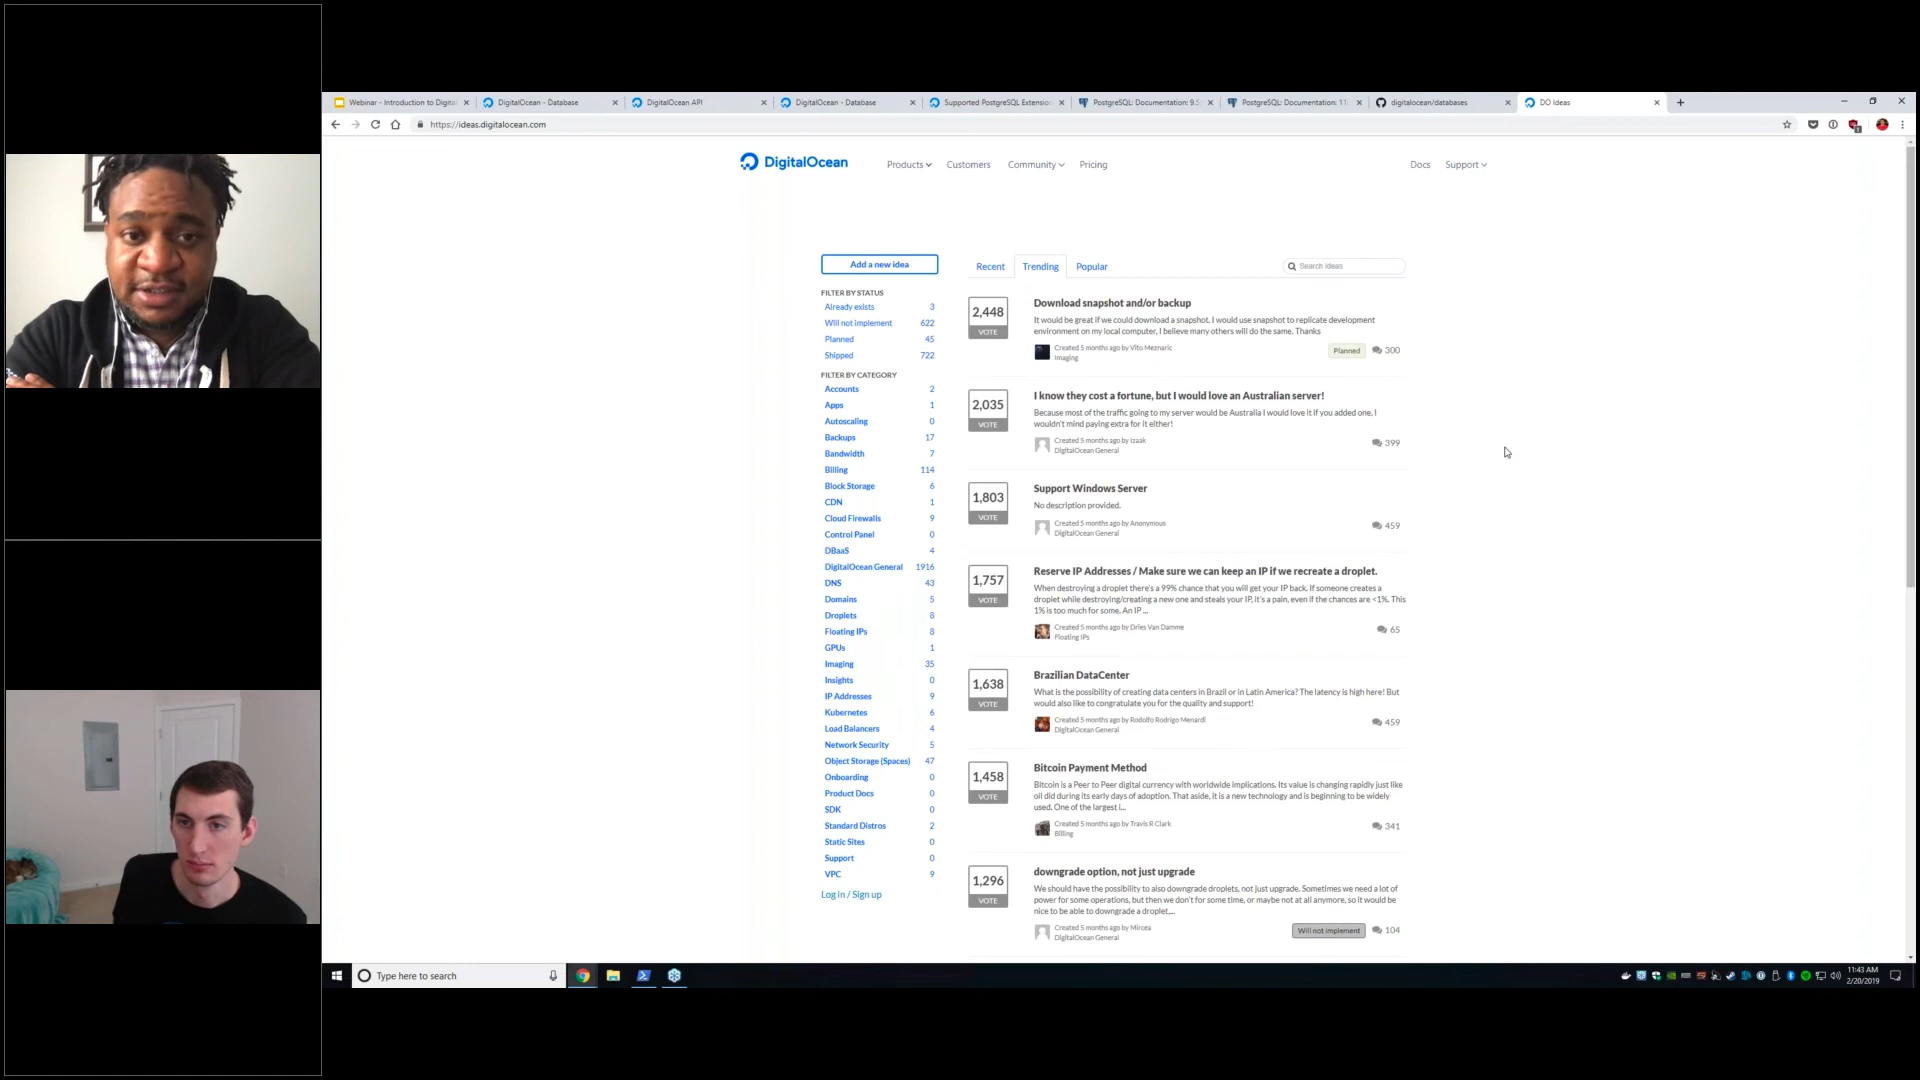 Webinar - Introduction to Digital
DigitalOcean - Database
DigitalOcean API
DigitalOcean - Database
Supported PostgreSQL Extension
PostgreSQL: Documentation: 9.5
PostgreSQL: Documentation: 11
digitalocean/databases
DO Ideas
https://ideas.digitalocean.com
DigitalOcean
Products
Customers
Community
Pricing
Docs
Support
Add a new idea
FILTER BY STATUS
Already exists 3
Will not implement 622
Planned 45
Shipped 722
FILTER BY CATEGORY
Accounts 2
Apps 1
Autoscaling 0
Backups 17
Bandwidth 7
Billing 114
Block Storage 6
CDN 1
Cloud Firewalls 9
Control Panel 0
DBaaS 4
DigitalOcean General 1916
DNS 43
Domains 5
Droplets 8
Floating IPs 8
GPUs 1
Imaging 35
Insights 0
IP Addresses 9
Kubernetes 6
Load Balancers 4
Network Security 5
Object Storage (Spaces) 47
Onboarding 0
Product Docs 0
SDK 0
Standard Distros 2
Static Sites 0
Support 0
VPC 9
Log in / Sign up
Recent
Trending
Popular
Search ideas
2,448
VOTE
Download snapshot and/or backup
It would be great if we could download a snapshot. I would use snapshot to replicate development
environment on my local computer, I believe many others will do the same. Thanks
Created 5 months ago by Vito Meznaric
Imaging
Planned
300
2,035
VOTE
I know they cost a fortune, but I would love an Australian server!
Because most of the traffic going to my server would be Australia I would love it if you added one, I
wouldn't mind paying extra for it either!
Created 5 months ago by Izaak
DigitalOcean General
399
1,803
VOTE
Support Windows Server
No description provided.
Created 5 months ago by Anonymous
DigitalOcean General
459
1,757
VOTE
Reserve IP Addresses / Make sure we can keep an IP if we recreate a droplet.
When destroying a droplet there's a 99% chance that you will get your IP back. If someone creates a
droplet while destroying/creating a new one and steals your IP, it's a pain, even if the chances are <1%. This
1% is too much for some. An IP ...
Created 5 months ago by Dries Van Damme
Floating IPs
65
1,638
VOTE
Brazilian DataCenter
What is the possibility of creating data centers in Brazil or in Latin America? The latency is high here! But
would also like to congratulate you for the quality and support!
Created 5 months ago by Rodolfo Rodrigo Menardi
DigitalOcean General
459
1,458
VOTE
Bitcoin Payment Method
Bitcoin is a Peer to Peer digital currency with worldwide implications. Its value is changing rapidly just like
oil did during its early days of adoption. That aside, it is a new technology and is beginning to be widely
used. One of the largest i...
Created 5 months ago by Travis R Clark
Billing
341
1,296
VOTE
downgrade option, not just upgrade
We should have the possibility to also downgrade droplets, not just upgrade. Sometimes we need a lot of
power for some operations, but then we don't for some time, or maybe not at all anymore, so it would be
nice to be able to downgrade a droplet,...
Created 5 months ago by Mircea
DigitalOcean General
Will not implement
104
Type here to search
11:43 AM
2/20/2019